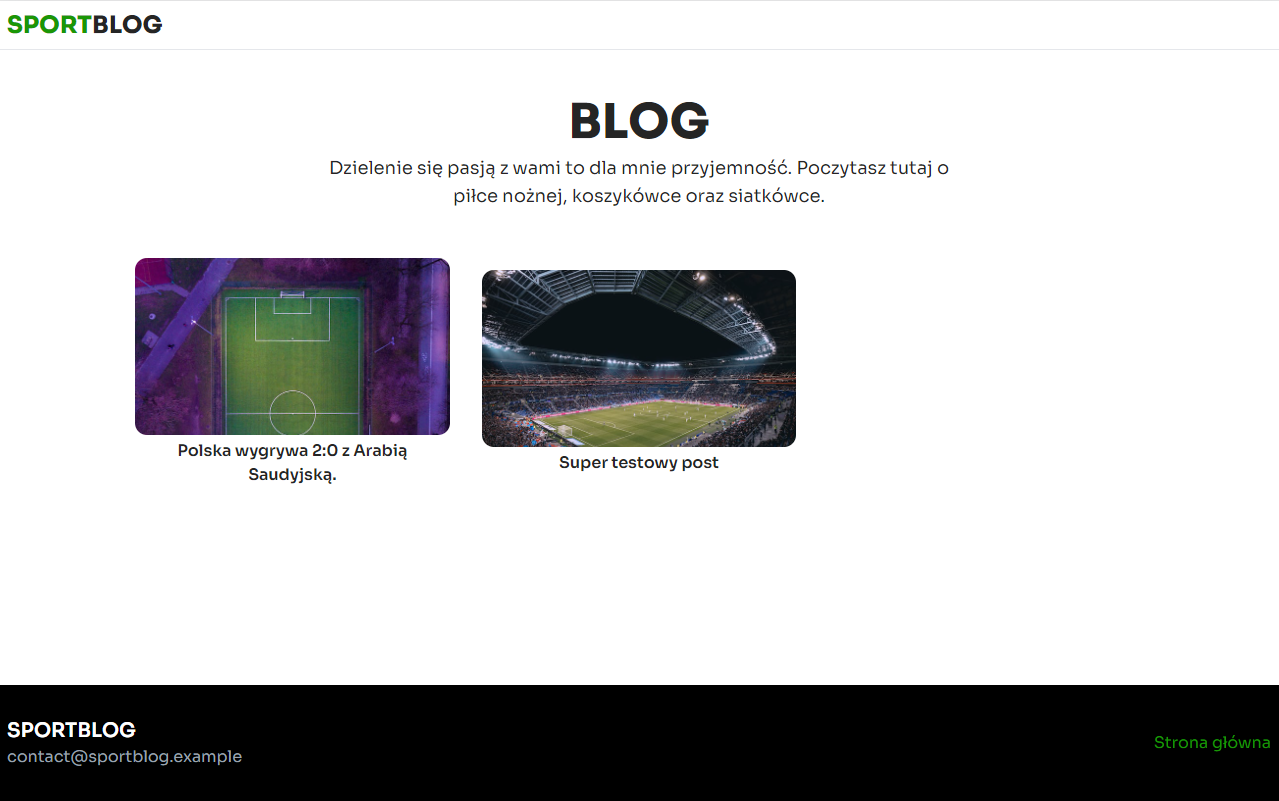 SPORTBLOG
BLOG
Dzielenie się pasją z wami to dla mnie przyjemność. Poczytasz tutaj o
piłce nożnej, koszykówce oraz siatkówce.
Polska wygrywa 2:0 z Arabią
Saudyjską.
Super testowy post
SPORTBLOG
contact@sportblog.example
Strona główna